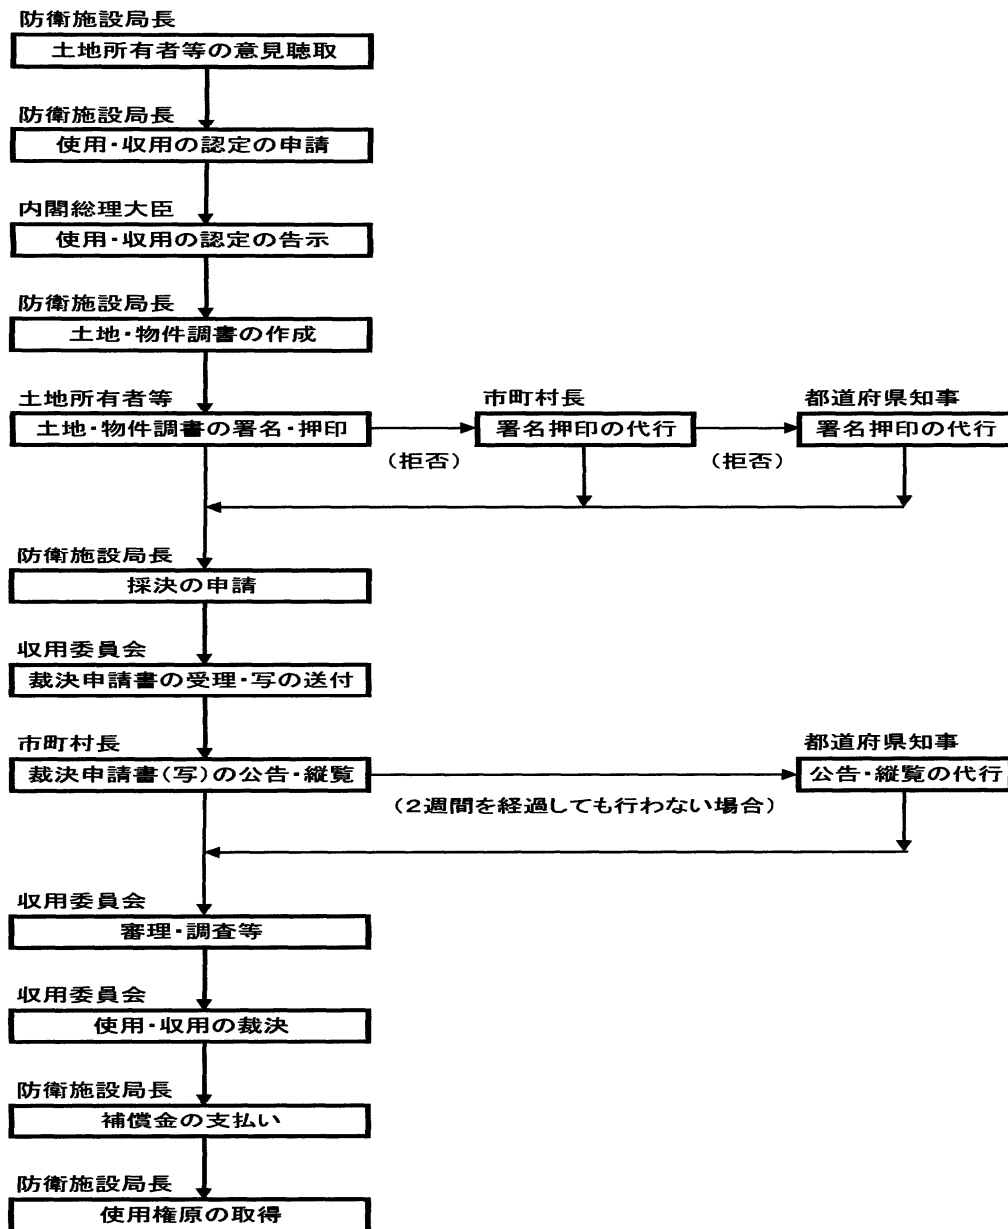 防衛施設局長
土地所有者等の意見聴取
防衛施設局長
使用・収用の認定の申請
内閣総理大臣
使用・収用の認定の告示
防衛施設局長
土地・物件調書の作成
土地所有者等
土地・物件調書の署名・押印
(拒否)
市町村長
署名押印の代行
(拒否)
都道府県知事
署名押印の代行
防衛施設局長
採決の申請
収用委員会
裁決申請書の受理・写の送付
市町村長
裁決申請書(写)の公告・縦覧
(2週間を経過しても行わない場合)
都道府県知事
公告・縦覧の代行
収用委員会
審理・調査等
収用委員会
使用・収用の裁決
防衛施設局長
補償金の支払い
防衛施設局長
使用権原の取得